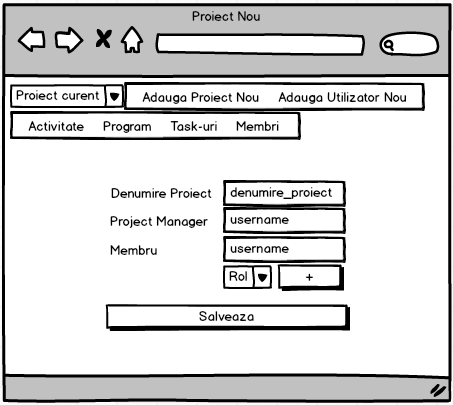 Proiect Nou
Proiect curent Adauga Proiect Nou Adauga Utilizator Nou
Activitate Program Task-uri Membri
Denumire Proiect denumire_proiect
Project Manager username
Membru username
Rol +
Salveaza